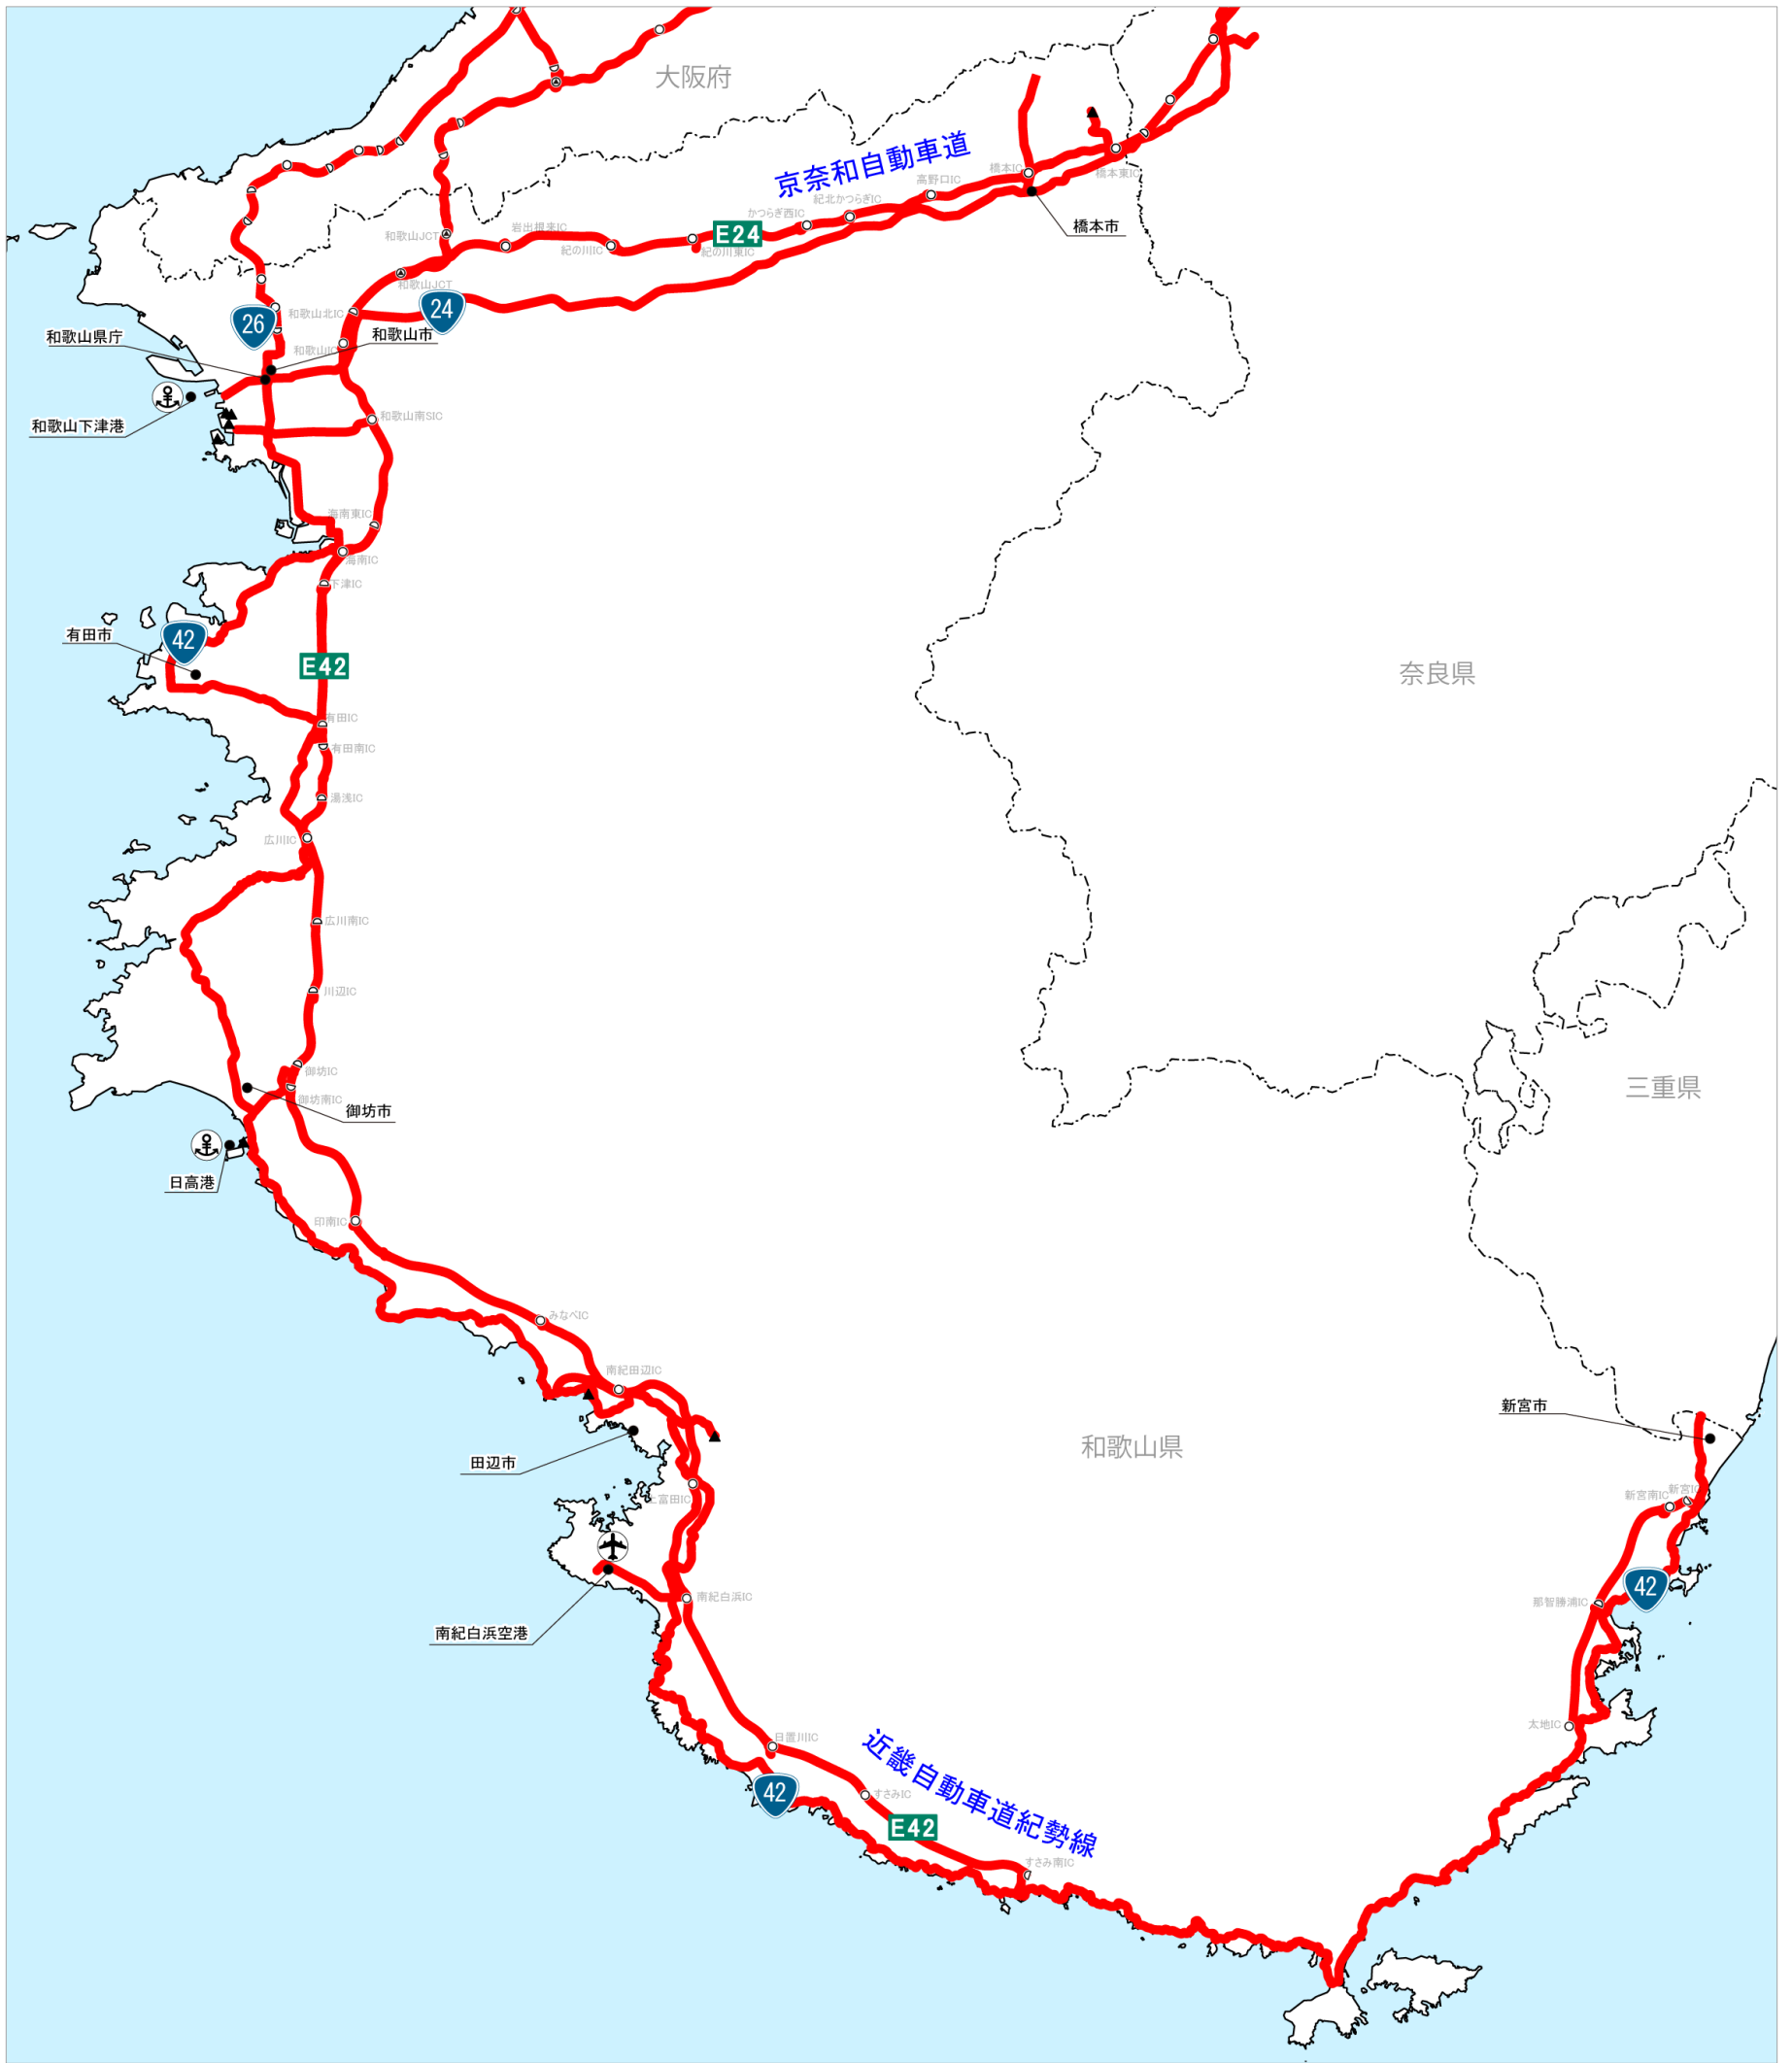 大阪府
京奈和自動車道
橋本IC
橋本東IC
高野口IC
紀北かつらぎIC
かつらぎ西IC
橋本市
岩出根来IC
和歌山JCT
紀の川IC
E24
紀の川東IC
和歌山JCT
24
26
和歌山北IC
和歌山県庁
和歌山市
和歌山IC
和歌山下津港
和歌山南SIC
海南東IC
海南IC
下津IC
有田市
42
E42
奈良県
有田IC
有田南IC
湯浅IC
広川IC
広川南IC
川辺IC
御坊IC
三重県
御坊南IC
御坊市
日高港
印南IC
みなべIC
南紀田辺IC
新宮市
和歌山県
田辺市
上富田IC
新宮南IC
新宮IC
42
南紀白浜IC
那智勝浦IC
南紀白浜空港
太地IC
日置川IC
近畿自動車道紀勢線
42
すさみIC
E42
すさみ南IC